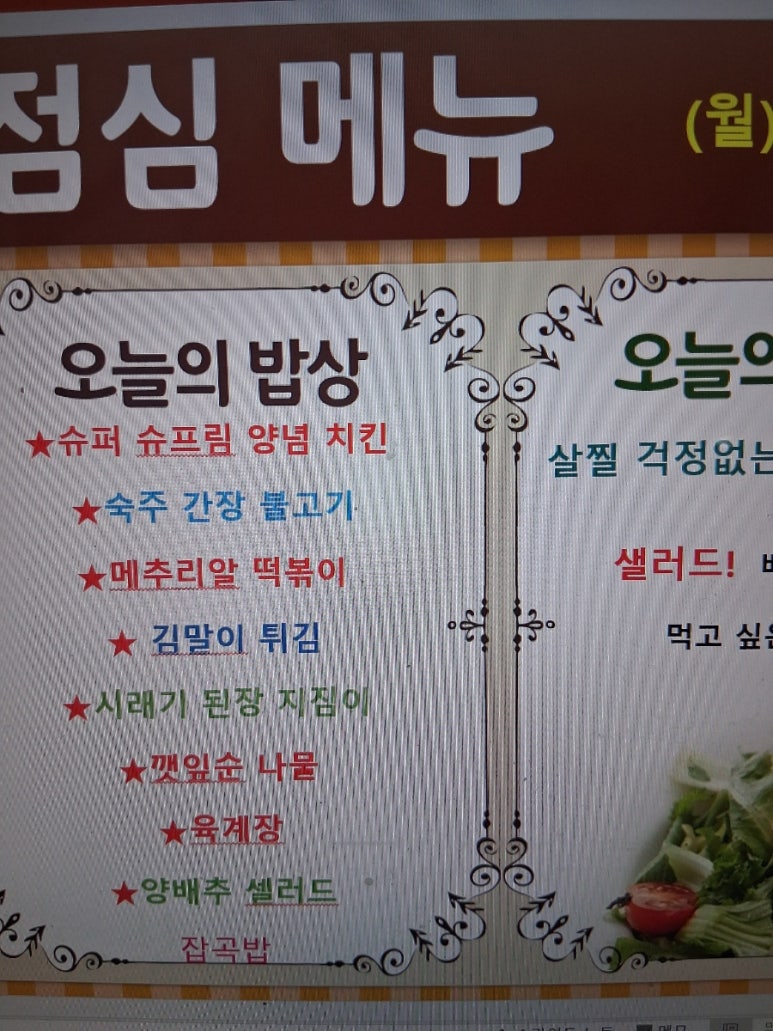 점심 메뉴 (월)
오늘의 밥상
★슈퍼 슈프림 양념 치킨
★숙주 간장 불고기
★메추리알 떡볶이
★ 김말이 튀김
★시래기 된장 지짐이
★깻잎순 나물
★육계장
★양배추 셀러드
잡곡밥
오늘의
살찔 걱정없는
샐러드!
먹고 싶은